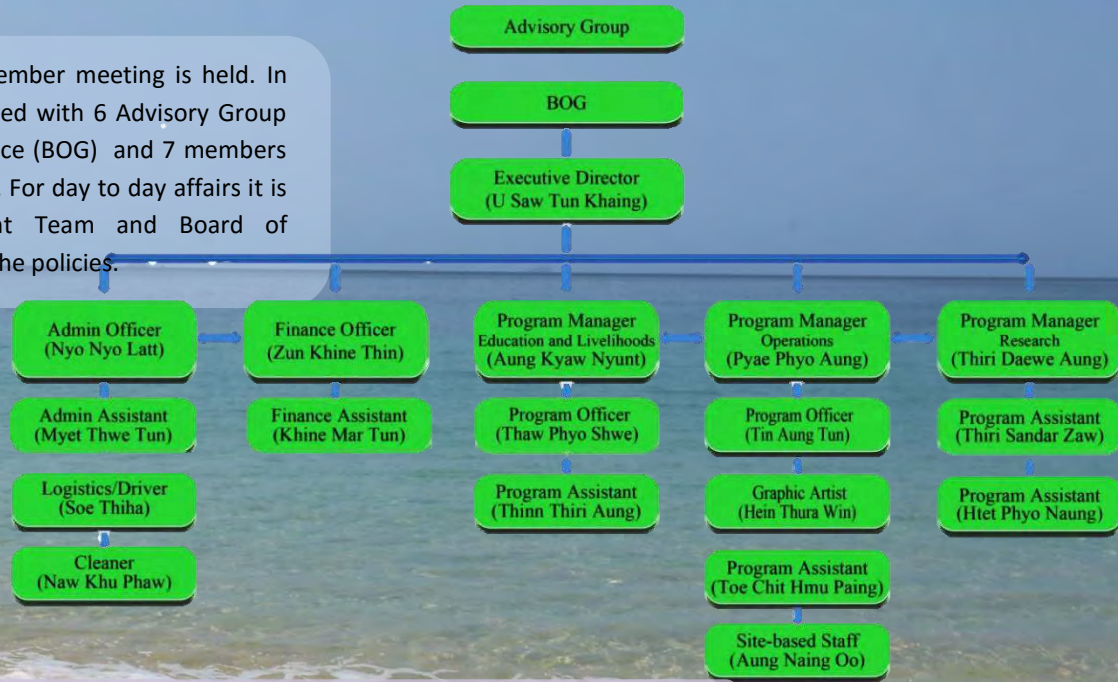 Advisory Group
ember meeting is held. In
ed with 6 Advisory Group
ce (BOG) and 7 members
. For day to day affairs it is
nt Team and Board of
he policies.
BOG
Executive Director
(U Saw Tun Khaing)
Admin Officer
(Nyo Nyo Latt)
Finance Officer
(Zun Khine Thin)
Program Manager
Education and Livelihoods
(Aung Kyaw Nyunt)
Program Manager
Operations
(Pyae Phyo Aung)
Program Manager
Research
(Thiri Daewe Aung)
Admin Assistant
(Myet Thwe Tun)
Finance Assistant
(Khine Mar Tun)
Program Officer
(Thaw Phyo Shwe)
Program Officer
(Tin Aung Tun)
Program Assistant
(Thiri Sandar Zaw)
Logistics/Driver
(Soe Thiha)
Program Assistant
(Thinn Thiri Aung)
Graphic Artist
(Hein Thura Win)
Program Assistant
(Htet Phyo Naung)
Cleaner
(Naw Khu Phaw)
Program Assistant
(Toe Chit Hmu Paing)
Site-based Staff
(Aung Naing Oo)